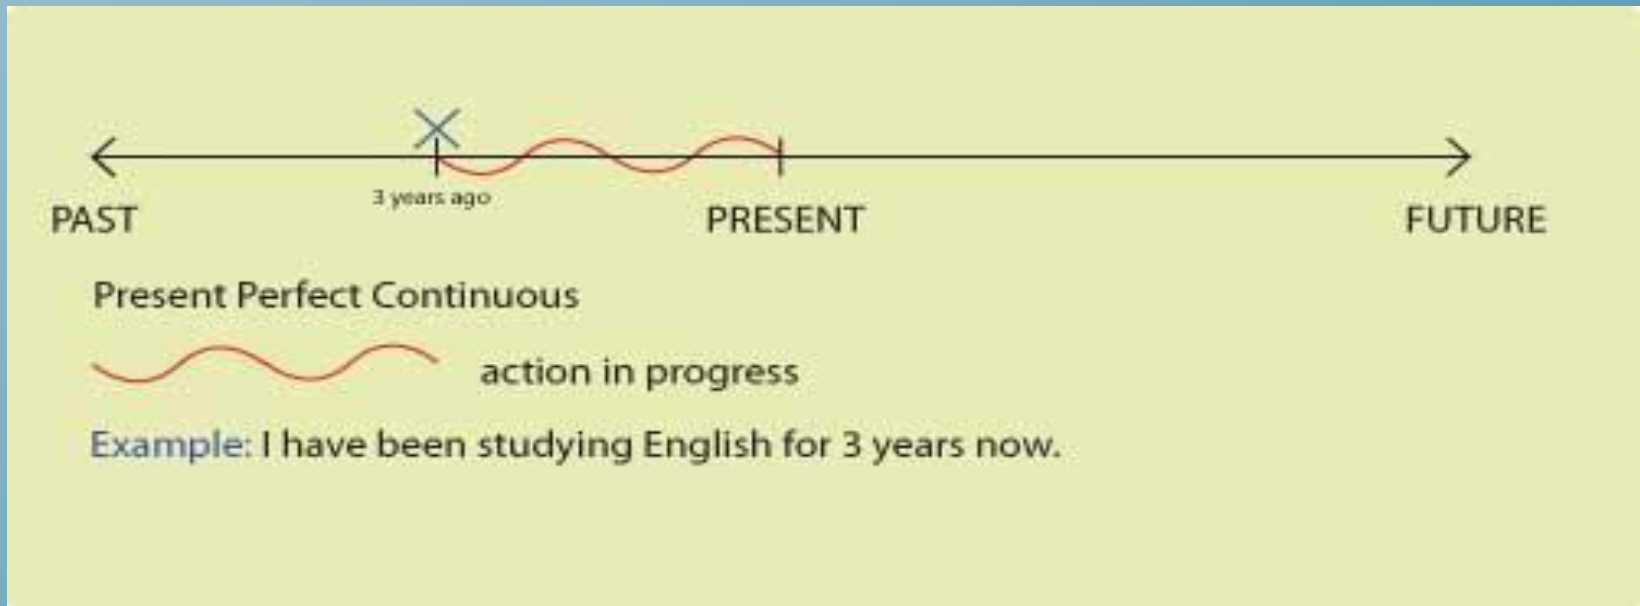 3 years ago
PAST PRESENT FUTURE
Present Perfect Continuous
action in progress
Example: I have been studying English for 3 years now.